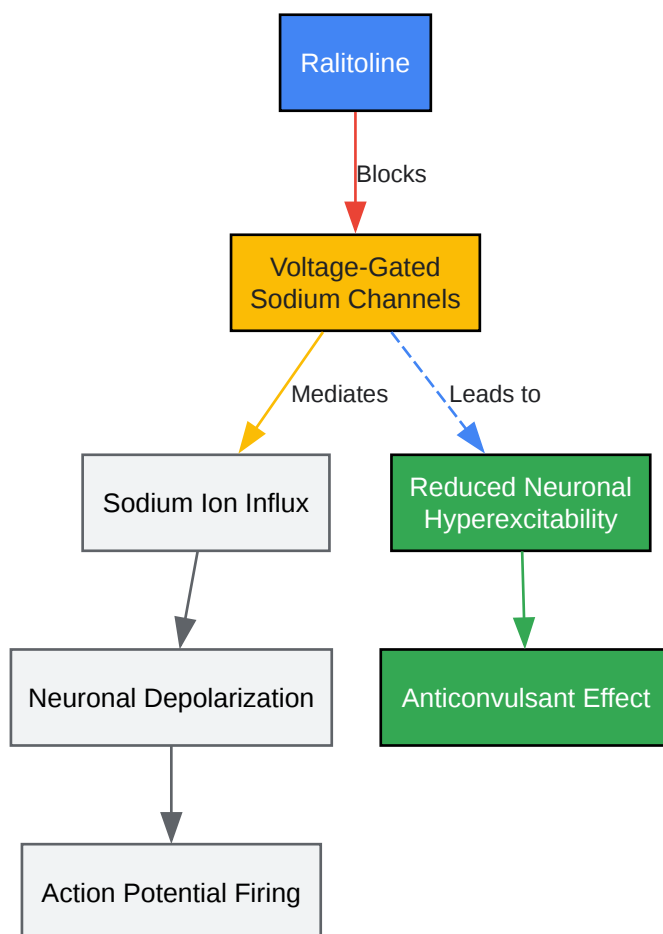 Ralitoline
Blocks
Voltage-Gated
Sodium Channels
Mediates
Leads to
Sodium Ion Influx
Reduced Neuronal
Hyperexcitability
Neuronal Depolarization
Anticonvulsant Effect
Action Potential Firing